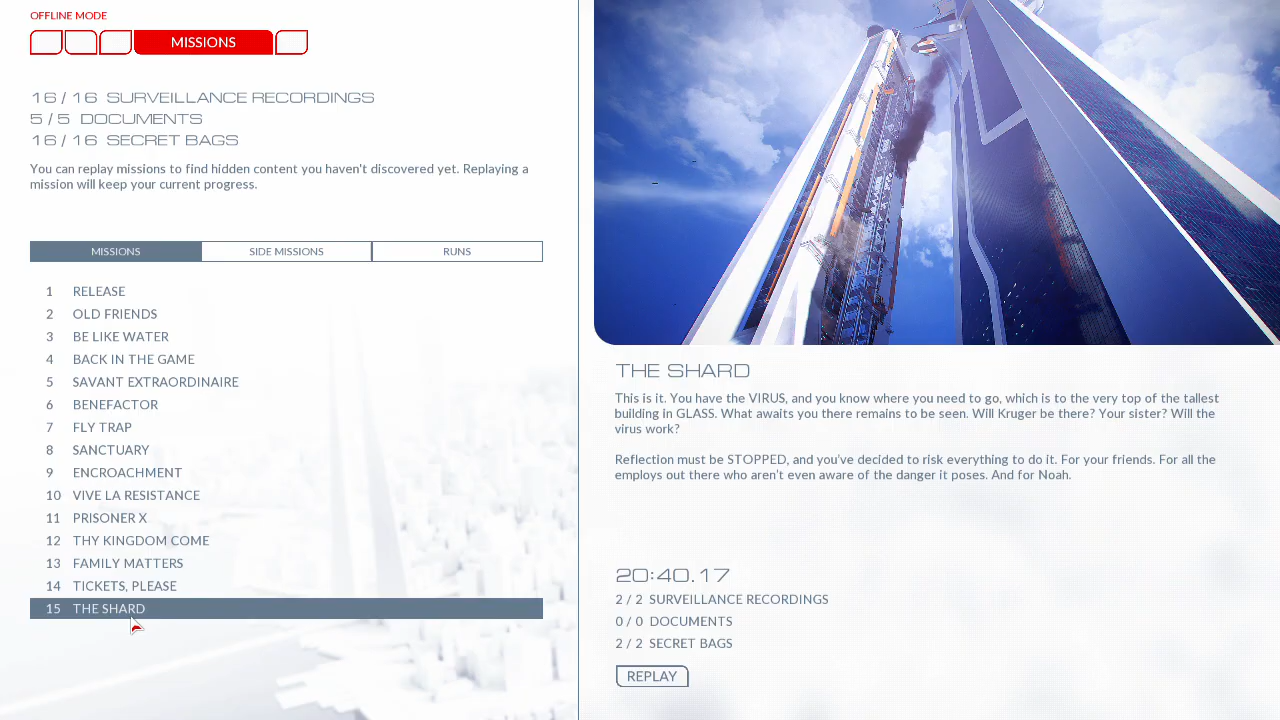 OFFLINE MODE
MISSIONS
16 / 16 SURVEILLANCE RECORDINGS
5 / 5 DOCUMENTS
16 / 16 SECRET BAGS
You can replay missions to find hidden content you haven't discovered yet. Replaying a
mission will keep your current progress.
MISSIONS
SIDE MISSIONS
RUNS
1 RELEASE
2 OLD FRIENDS
3 BE LIKE WATER
4 BACK IN THE GAME
5 SAVANT EXTRAORDINAIRE
6 BENEFACTOR
7 FLY TRAP
8 SANCTUARY
9 ENCROACHMENT
10 VIVE LA RESISTANCE
11 PRISONER X
12 THY KINGDOM COME
13 FAMILY MATTERS
14 TICKETS, PLEASE
15 THE SHARD
THE SHARD
This is it. You have the VIRUS, and you know where you need to go, which is to the very top of the tallest
building in GLASS. What awaits you there remains to be seen. Will Kruger be there? Your sister? Will the
virus work?
Reflection must be STOPPED, and you've decided to risk everything to do it. For your friends. For all the
employs out there who aren't even aware of the danger it poses. And for Noah.
20:40.17
2 / 2 SURVEILLANCE RECORDINGS
0 / 0 DOCUMENTS
2 / 2 SECRET BAGS
REPLAY